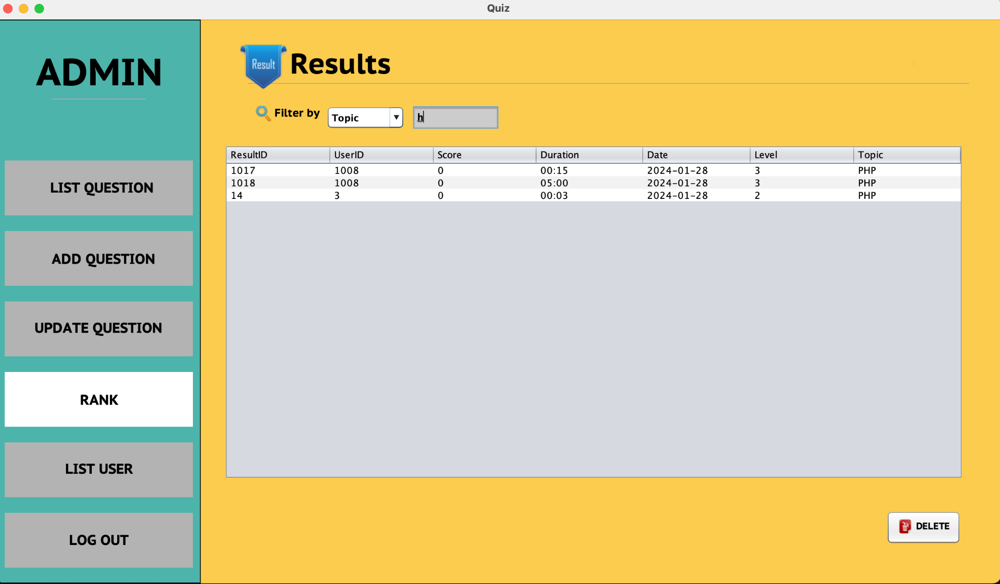 Quiz
ADMIN
LIST QUESTION
ADD QUESTION
UPDATE QUESTION
RANK
LIST USER
LOG OUT
Result Results
Filter by Topic h
ResultID UserID Score Duration Date Level Topic
1017 1008 0 00:15 2024-01-28 3 PHP
1018 1008 0 05:00 2024-01-28 3 PHP
14 3 0 00:03 2024-01-28 2 PHP
DELETE